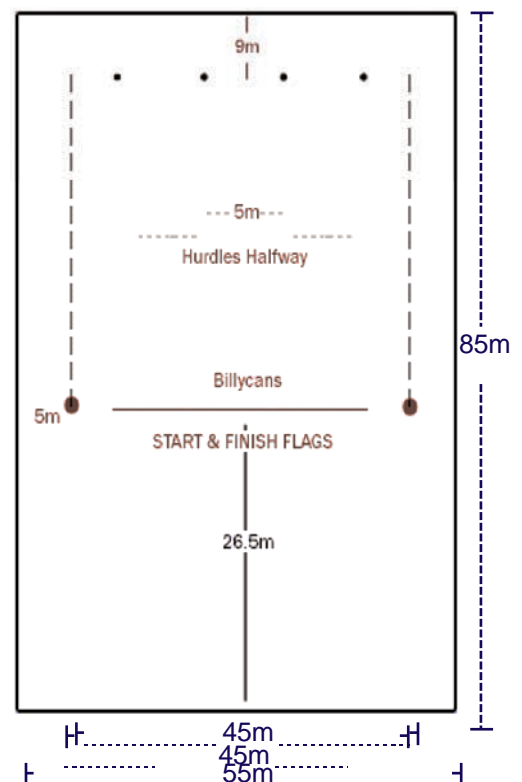 9m
5m
Hurdles Halfway
85m
Billycans
5m
START & FINISH FLAGS
26.5m
45m
45m
55m